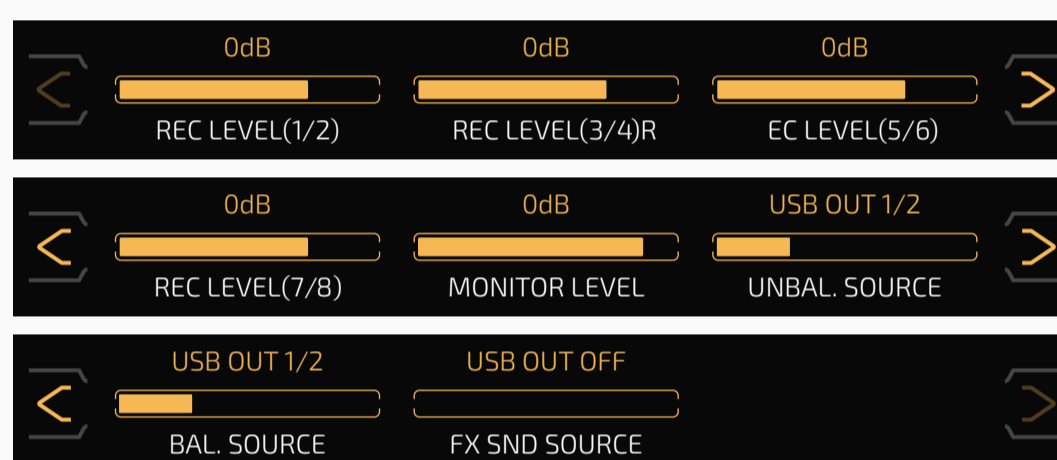 0dB 0dB 0dB
REC LEVEL(1/2) REC LEVEL(3/4)R EC LEVEL(5/6)
0dB 0dB USB OUT 1/2
REC LEVEL(7/8) MONITOR LEVEL UNBAL. SOURCE
USB OUT 1/2 USB OUT OFF
BAL. SOURCE FX SND SOURCE